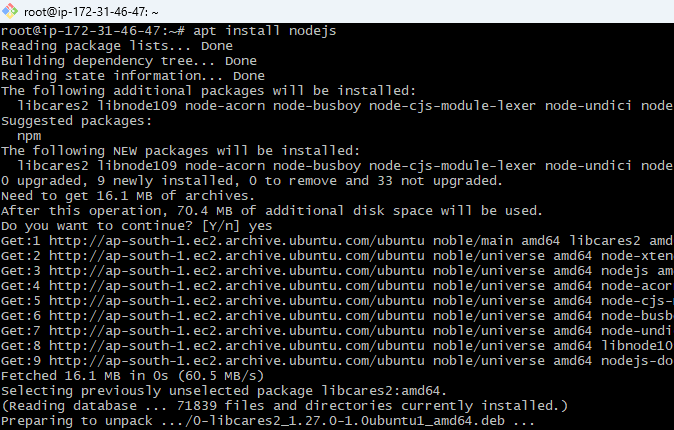 root@ip-172-31-46-47: ~
root@ip-172-31-46-47:~# apt install nodejs
Reading package lists... Done
Building dependency tree... Done
Reading state information... Done
The following additional packages will be installed:
  libcares2 libnode109 node-acorn node-busboy node-cjs-module-lexer node-undici node
Suggested packages:
  npm
The following NEW packages will be installed:
  libcares2 libnode109 node-acorn node-busboy node-cjs-module-lexer node-undici node
0 upgraded, 9 newly installed, 0 to remove and 33 not upgraded.
Need to get 16.1 MB of archives.
After this operation, 70.4 MB of additional disk space will be used.
Do you want to continue? [Y/n] yes
Get:1 http://ap-south-1.ec2.archive.ubuntu.com/ubuntu noble/main amd64 libcares2 amd
Get:2 http://ap-south-1.ec2.archive.ubuntu.com/ubuntu noble/universe amd64 node-xten
Get:3 http://ap-south-1.ec2.archive.ubuntu.com/ubuntu noble/universe amd64 nodejs am
Get:4 http://ap-south-1.ec2.archive.ubuntu.com/ubuntu noble/universe amd64 node-acor
Get:5 http://ap-south-1.ec2.archive.ubuntu.com/ubuntu noble/universe amd64 node-cjs-m
Get:6 http://ap-south-1.ec2.archive.ubuntu.com/ubuntu noble/universe amd64 node-busb
Get:7 http://ap-south-1.ec2.archive.ubuntu.com/ubuntu noble/universe amd64 node-undi
Get:8 http://ap-south-1.ec2.archive.ubuntu.com/ubuntu noble/universe amd64 libnode10
Get:9 http://ap-south-1.ec2.archive.ubuntu.com/ubuntu noble/universe amd64 nodejs-do
Fetched 16.1 MB in 0s (60.5 MB/s)
Selecting previously unselected package libcares2:amd64.
(Reading database ... 71839 files and directories currently installed.)
Preparing to unpack .../0-libcares2_1.27.0-1.0ubuntu1_amd64.deb ...